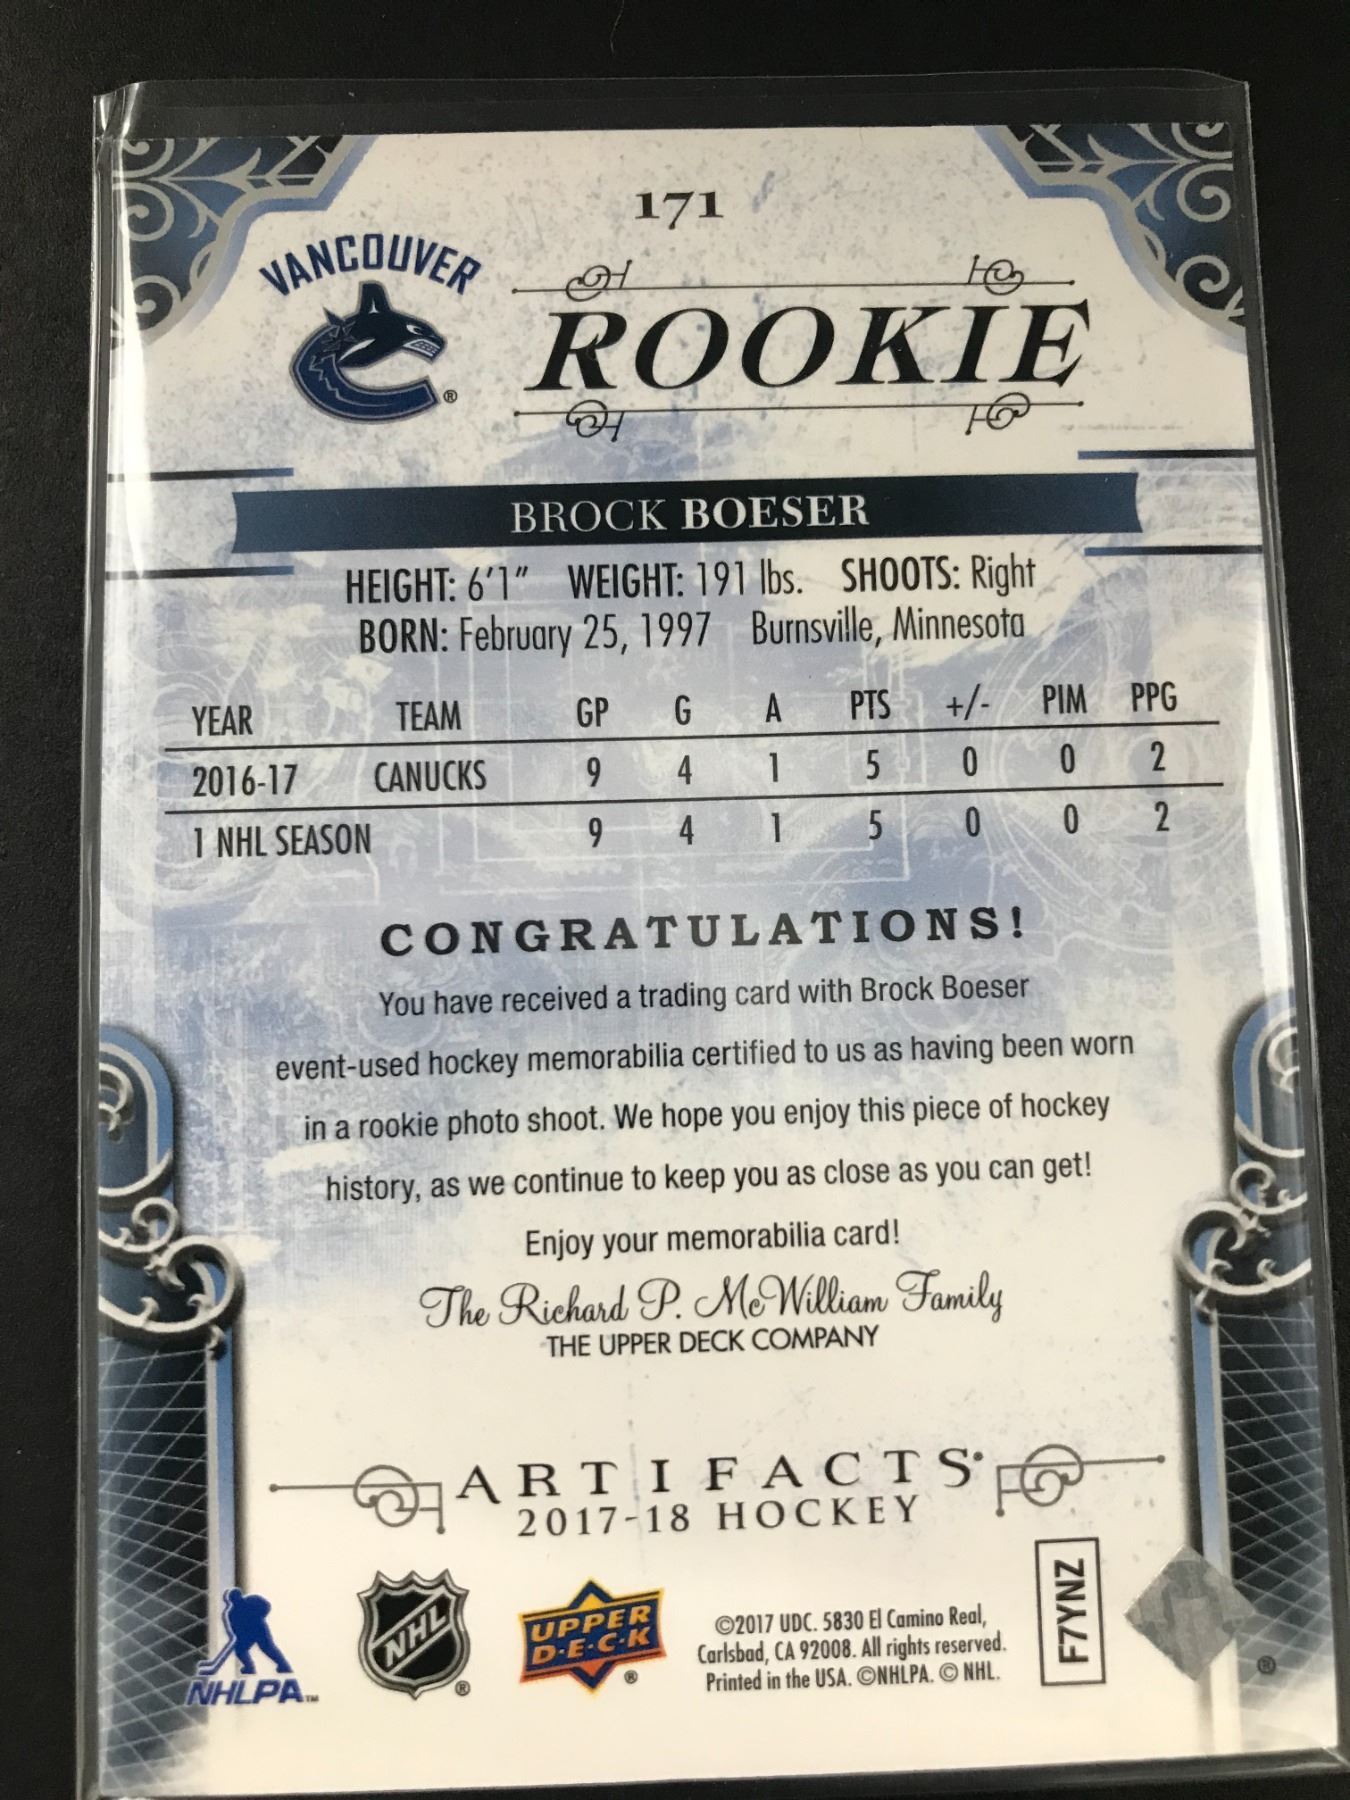 171
VANCOUVER
®
ROOKIE
BROCK BOESER
HEIGHT: 6'1" WEIGHT: 191 lbs. SHOOTS: Right
BORN: February 25, 1997 Burnsville, Minnesota
YEAR TEAM GP G A PTS +/- PIM PPG
2016-17 CANUCKS 9 4 1 5 0 0 2
1 NHL SEASON 9 4 1 5 0 0 2
CONGRATULATIONS!
You have received a trading card with Brock Boeser
event-used hockey memorabilia certified to us as having been worn
in a rookie photo shoot. We hope you enjoy this piece of hockey
history, as we continue to keep you as close as you can get!
Enjoy your memorabilia card!
The Richard P. McWilliam Family
THE UPPER DECK COMPANY
ARTIFACTS®
2017-18 HOCKEY
NHLPA™
NHL ®
UPPER
D·E·C·K ®
©2017 UDC. 5830 El Camino Real,
Carlsbad, CA 92008. All rights reserved.
Printed in the USA. ©NHLPA. © NHL.
F7YNZ
®